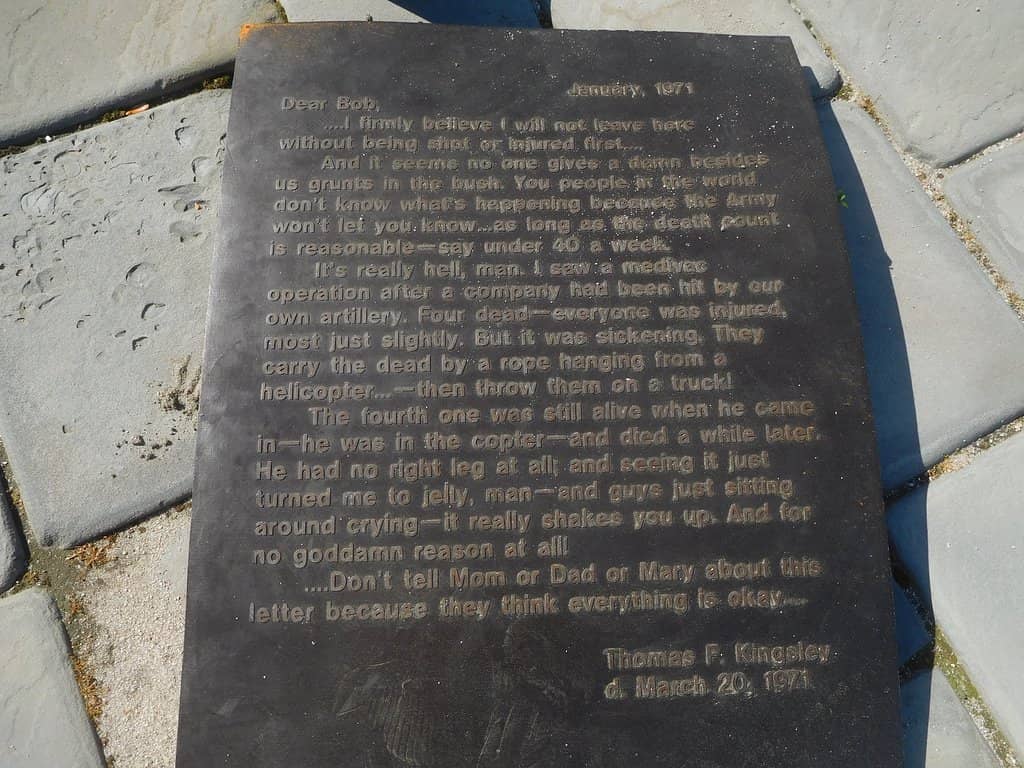 January, 1971
Dear Bob,
....I firmly believe I will not leave here
without being shot or injured first....
And it seems no one gives a damn besides
us grunts in the bush. You people in the world
don't know what's happening because the Army
won't let you know...as long as the death count
is reasonable—say under 40 a week.
It's really hell, man. I saw a medivac
operation after a company had been hit by our
own artillery. Four dead—everyone was injured,
most just slightly. But it was sickening. They
carry the dead by a rope hanging from a
helicopter...—then throw them on a truck!
The fourth one was still alive when he came
in—he was in the copter—and died a while later.
He had no right leg at all; and seeing it just
turned me to jelly, man—and guys just sitting
around crying—it really shakes you up. And for
no goddamn reason at all!
....Don't tell Mom or Dad or Mary about this
letter because they think everything is okay....
Thomas F. Kingsley
d. March 20, 1971